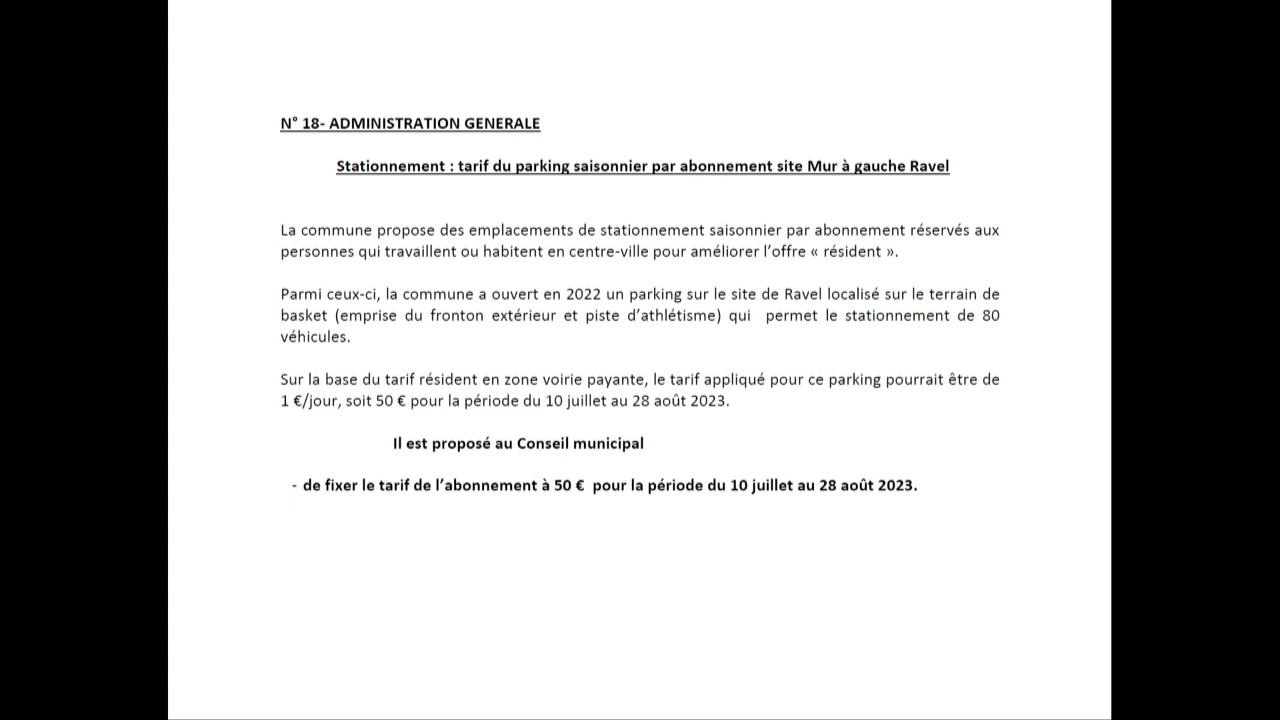 N° 18- ADMINISTRATION GENERALE
Stationnement : tarif du parking saisonnier par abonnement site Mur à gauche Ravel
La commune propose des emplacements de stationnement saisonnier par abonnement réservés aux
personnes qui travaillent ou habitent en centre-ville pour améliorer l'offre « résident ».
Parmi ceux-ci, la commune a ouvert en 2022 un parking sur le site de Ravel localisé sur le terrain de
basket (emprise du fronton extérieur et piste d'athlétisme) qui permet le stationnement de 80
véhicules.
Sur la base du tarif résident en zone voirie payante, le tarif appliqué pour ce parking pourrait être de
1 €/jour, soit 50 € pour la période du 10 juillet au 28 août 2023.
Il est proposé au Conseil municipal
- de fixer le tarif de l'abonnement à 50 € pour la période du 10 juillet au 28 août 2023.